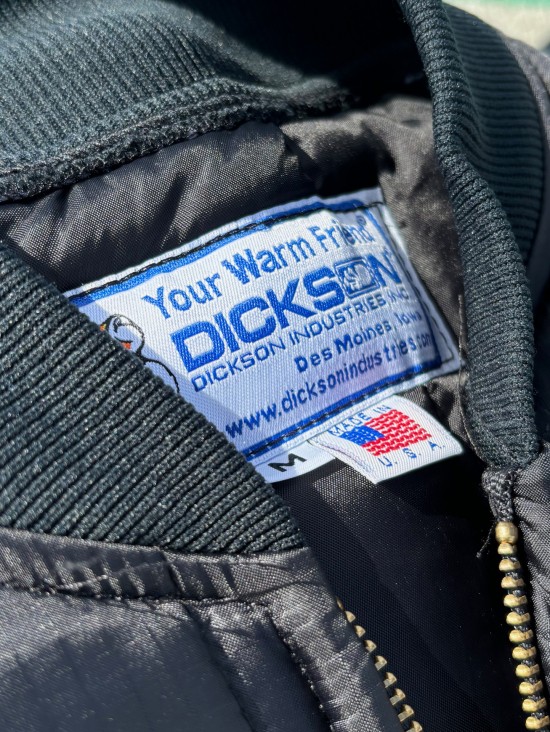 Your Warm Friend®
DICKSON
DICKSON INDUSTRIES, INC.
Des Moines, Iowa
www.dicksonindustries.com
M
MADE IN
U.S.A.